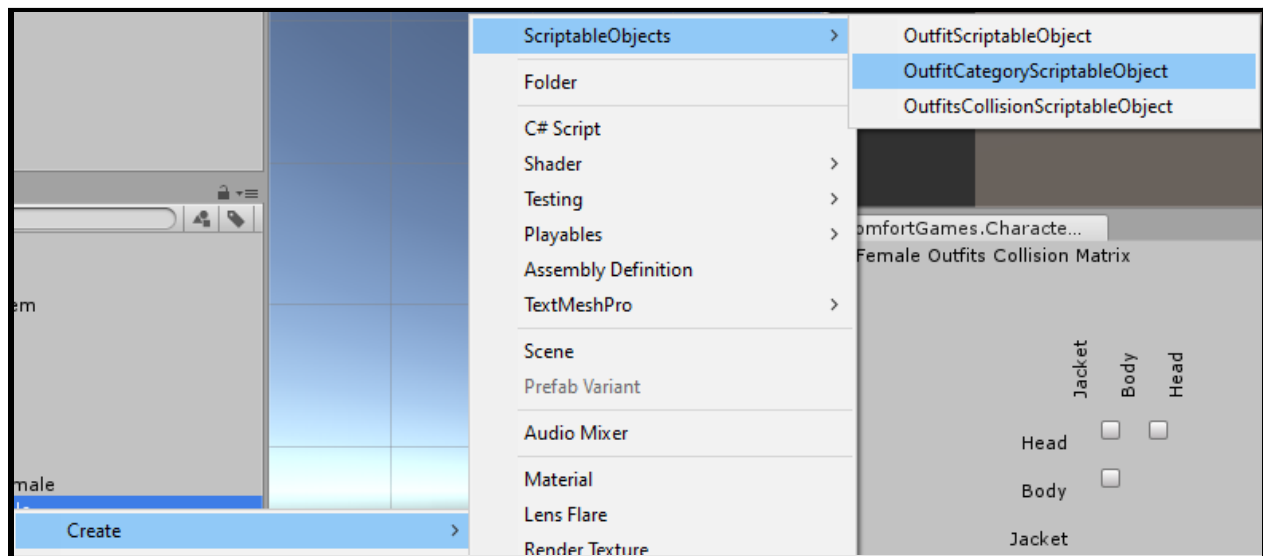 ScriptableObjects
Folder
C# Script
Shader
Testing
Playables
Assembly Definition
TextMeshPro
Scene
Prefab Variant
Audio Mixer
Material
Lens Flare
Render Texture
OutfitScriptableObject
OutfitCategoryScriptableObject
OutfitsCollisionScriptableObject
em
male
Create
omfortGames.Characte...
Female Outfits Collision Matrix
Jacket
Body
Head
Head
Body
Jacket